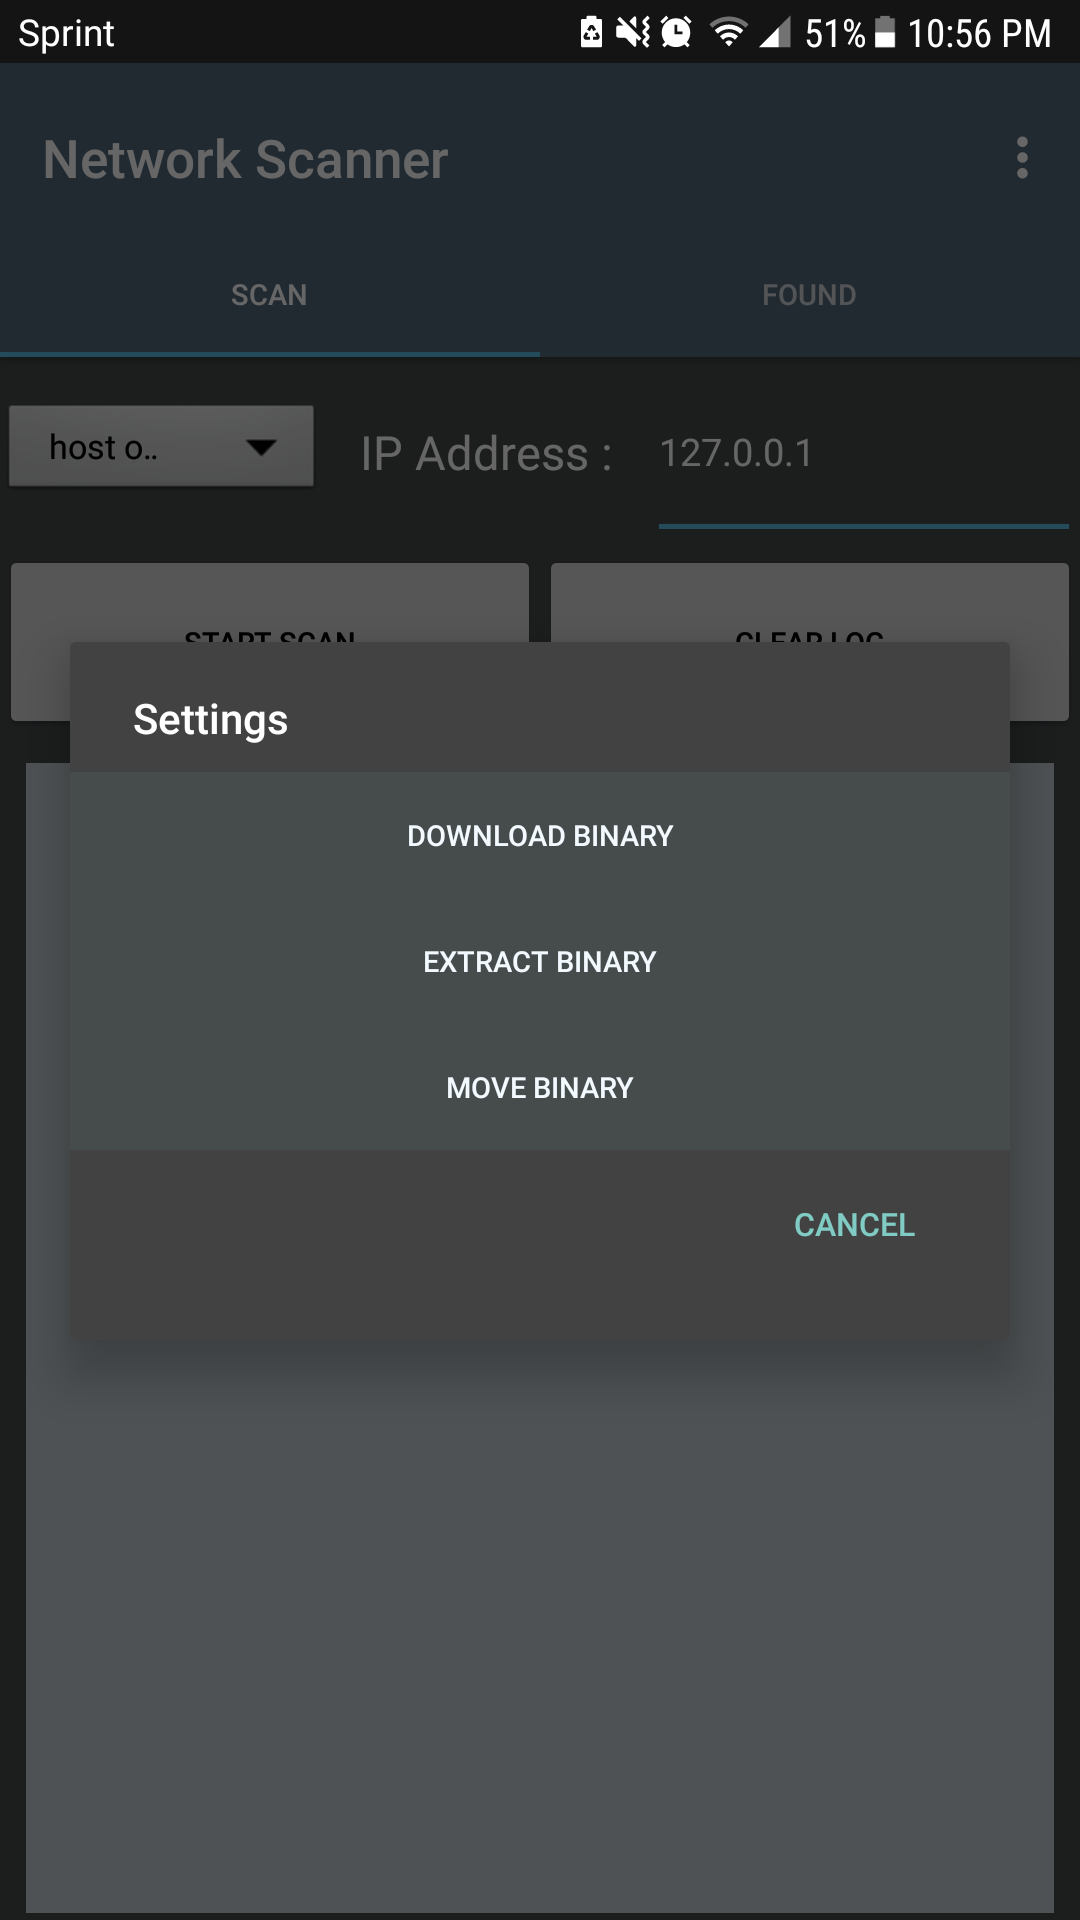 Sprint 51% 10:56 PM
Network Scanner
SCAN FOUND
host o.. IP Address : 127.0.0.1
START SCAN CLEAR LOG
Settings
DOWNLOAD BINARY
EXTRACT BINARY
MOVE BINARY
CANCEL